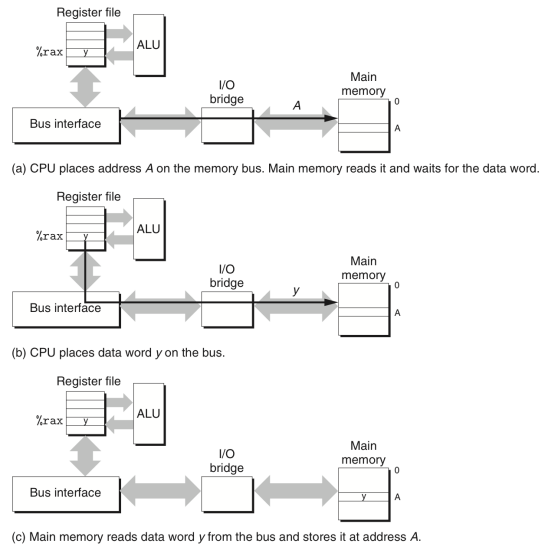 Register file
%rax
y
ALU
I/O
bridge
Main
memory
0
A
A
Bus interface
(a) CPU places address A on the memory bus. Main memory reads it and waits for the data word.
Register file
%rax
y
ALU
I/O
bridge
Main
memory
0
y
A
Bus interface
(b) CPU places data word y on the bus.
Register file
%rax
y
ALU
I/O
bridge
Main
memory
0
y
A
Bus interface
(c) Main memory reads data word y from the bus and stores it at address A.